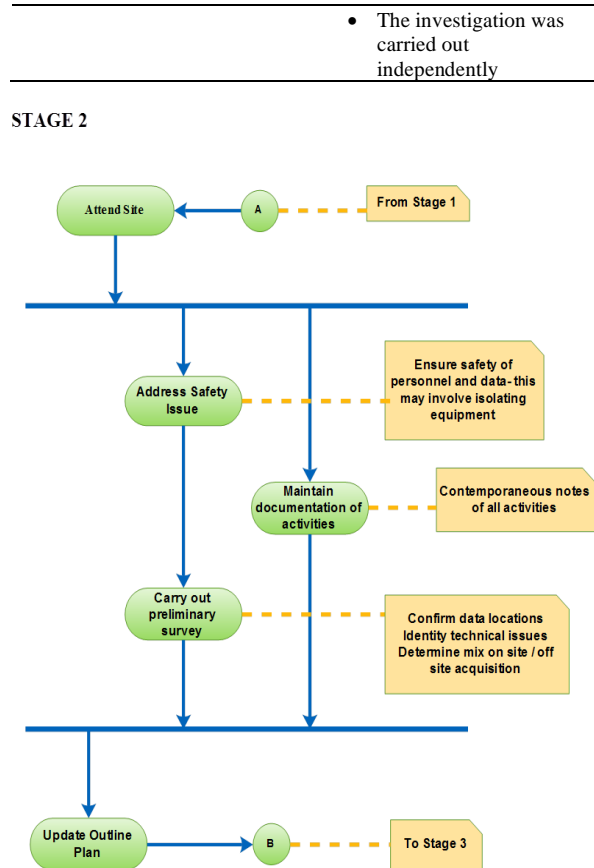 • The investigation was
carried out
independently
STAGE 2
Attend Site
A
From Stage 1
Address Safety
Issue
Ensure safety of
personnel and data- this
may involve isolating
equipment
Maintain
documentation of
activities
Contemporaneous notes
of all activities
Carry out
preliminary
survey
Confirm data locations
Identity technical issues
Determine mix on site / off
site acquisition
Update Outline
Plan
B
To Stage 3